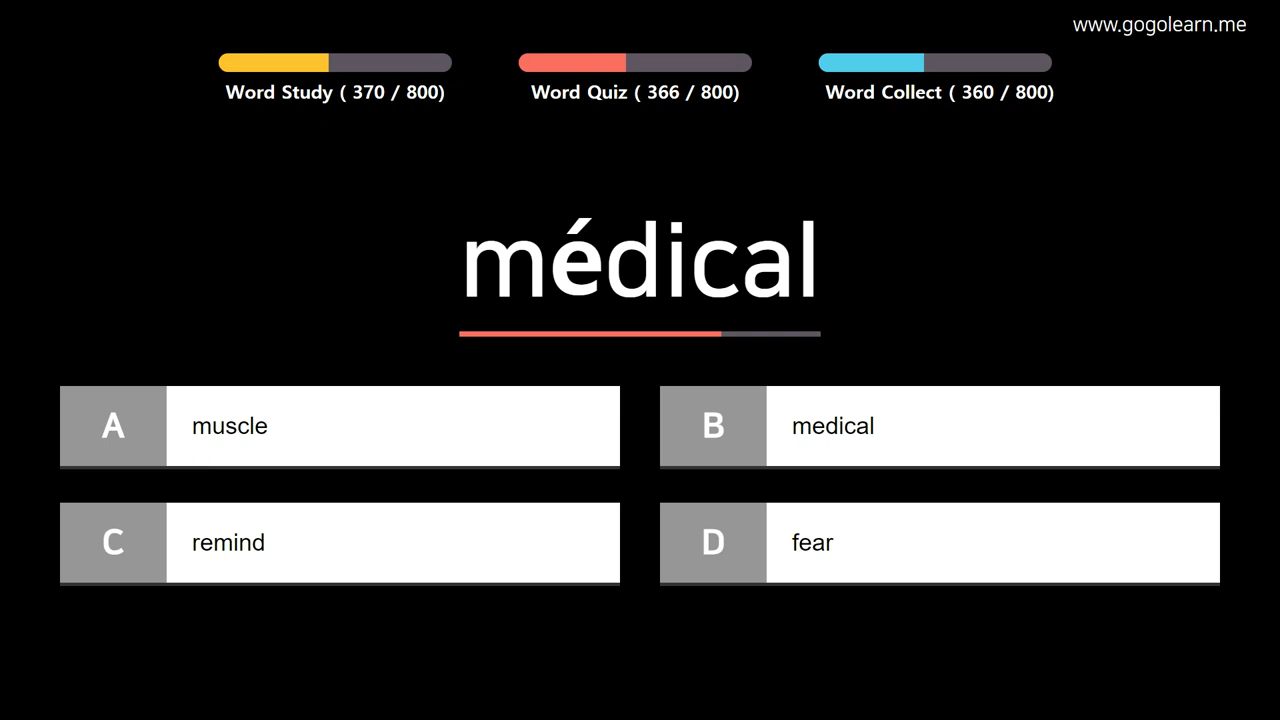 www.gogolearn.me
Word Study ( 370 / 800)
Word Quiz ( 366 / 800)
Word Collect ( 360 / 800)
médical
A muscle
B medical
C remind
D fear